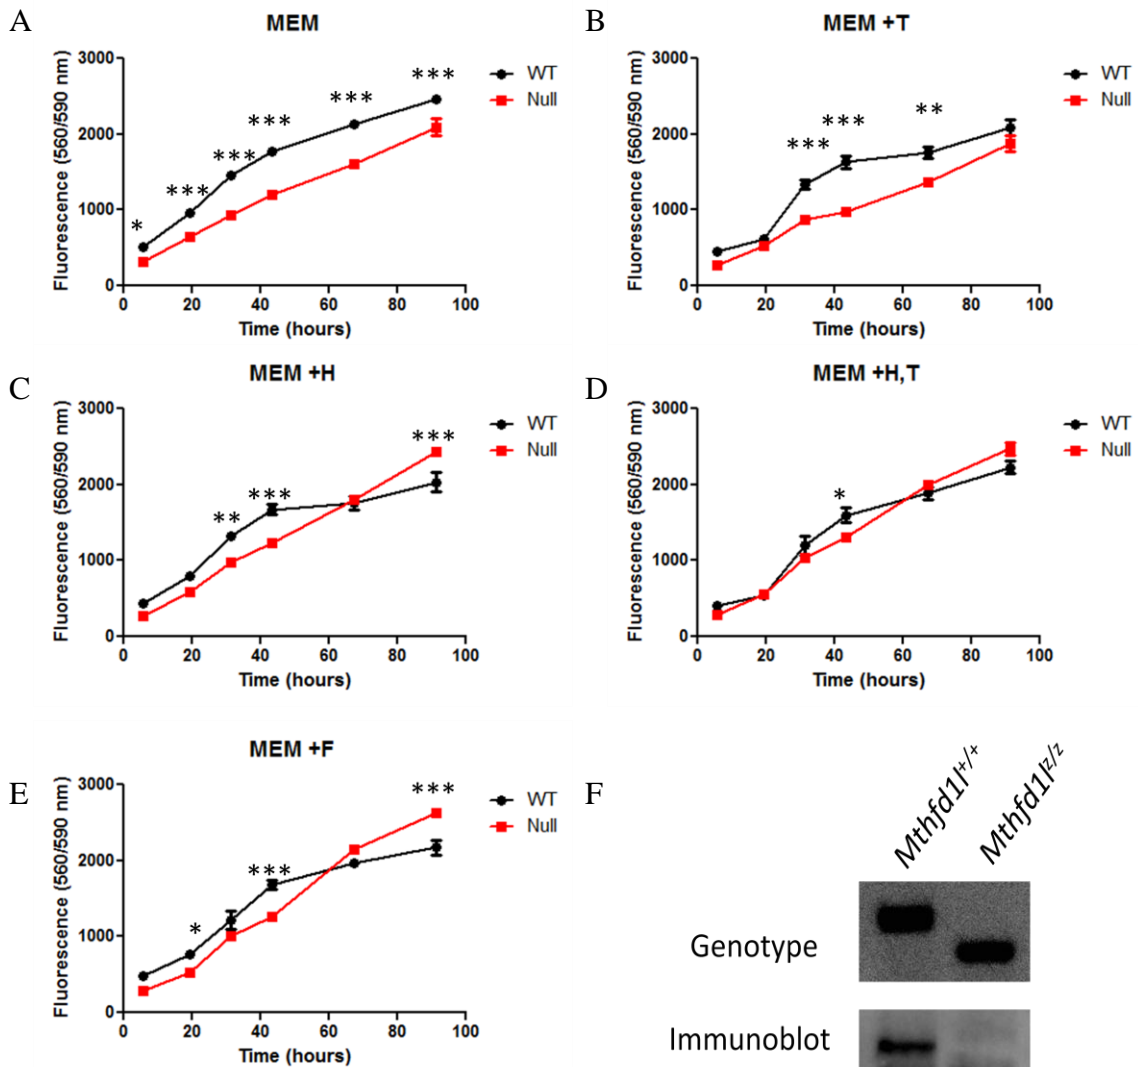 A
MEM
Fluorescence (560/590 nm)
3000
2000
1000
0
0 20 40 60 80 100
Time (hours)
WT
Null
* *** *** *** *** ***
B
MEM +T
Fluorescence (560/590 nm)
3000
2000
1000
0
0 20 40 60 80 100
Time (hours)
WT
Null
*** *** **
C
MEM +H
Fluorescence (560/590 nm)
3000
2000
1000
0
0 20 40 60 80 100
Time (hours)
WT
Null
** *** ***
D
MEM +H,T
Fluorescence (560/590 nm)
3000
2000
1000
0
0 20 40 60 80 100
Time (hours)
WT
Null
*
E
MEM +F
Fluorescence (560/590 nm)
3000
2000
1000
0
0 20 40 60 80 100
Time (hours)
WT
Null
* *** ***
F
Mthfd1l+/+
Mthfd1lz/z
Genotype
Immunoblot